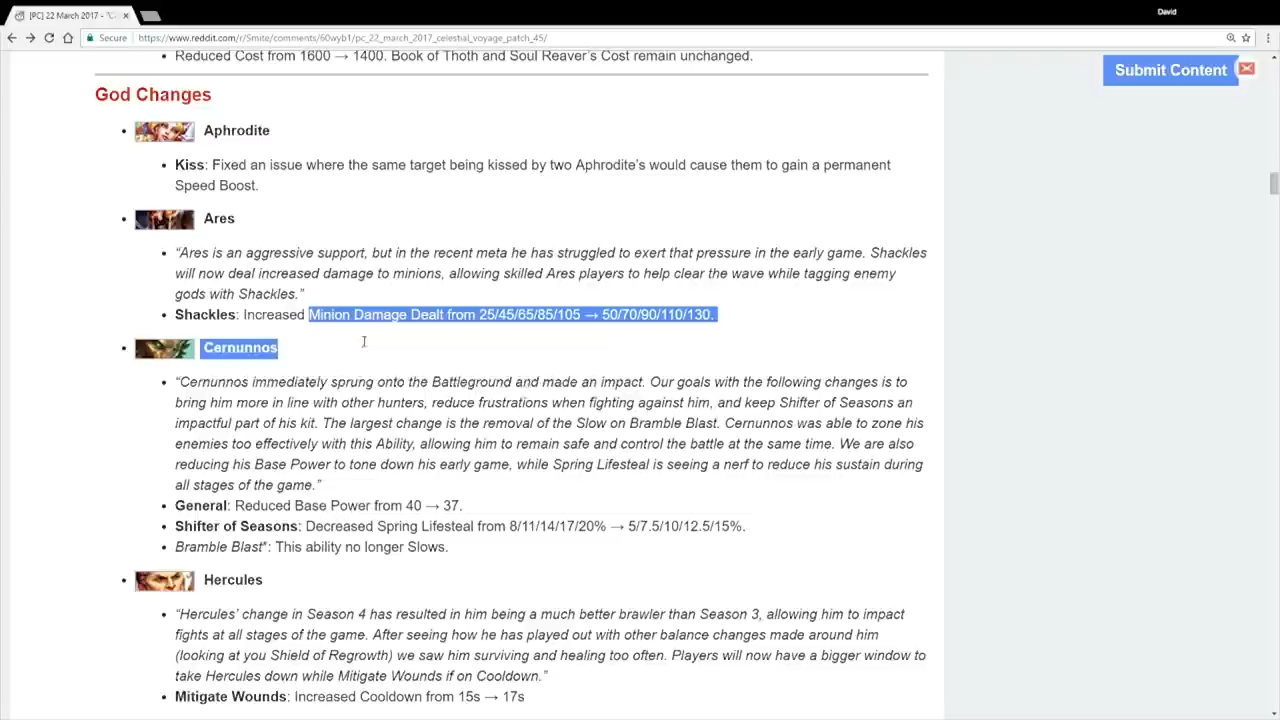 [PC] 22 March 2017 - "C
David
Secure
https://www.reddit.com/r/Smite/comments/60wyb1/pc_22_march_2017_celestial_voyage_patch_45/
Reduced Cost from 1600 → 1400. Book of Thoth and Soul Reaver's Cost remain unchanged.
Submit Content
God Changes
Aphrodite
Kiss: Fixed an issue where the same target being kissed by two Aphrodite's would cause them to gain a permanent
Speed Boost.
Ares
"Ares is an aggressive support, but in the recent meta he has struggled to exert that pressure in the early game. Shackles
will now deal increased damage to minions, allowing skilled Ares players to help clear the wave while tagging enemy
gods with Shackles."
Shackles: Increased Minion Damage Dealt from 25/45/65/85/105 → 50/70/90/110/130.
Cernunnos
"Cernunnos immediately sprung onto the Battleground and made an impact. Our goals with the following changes is to
bring him more in line with other hunters, reduce frustrations when fighting against him, and keep Shifter of Seasons an
impactful part of his kit. The largest change is the removal of the Slow on Bramble Blast. Cernunnos was able to zone his
enemies too effectively with this Ability, allowing him to remain safe and control the battle at the same time. We are also
reducing his Base Power to tone down his early game, while Spring Lifesteal is seeing a nerf to reduce his sustain during
all stages of the game."
General: Reduced Base Power from 40 → 37.
Shifter of Seasons: Decreased Spring Lifesteal from 8/11/14/17/20% → 5/7.5/10/12.5/15%.
Bramble Blast*: This ability no longer Slows.
Hercules
"Hercules' change in Season 4 has resulted in him being a much better brawler than Season 3, allowing him to impact
fights at all stages of the game. After seeing how he has played out with other balance changes made around him
(looking at you Shield of Regrowth) we saw him surviving and healing too often. Players will now have a bigger window to
take Hercules down while Mitigate Wounds if on Cooldown."
Mitigate Wounds: Increased Cooldown from 15s → 17s